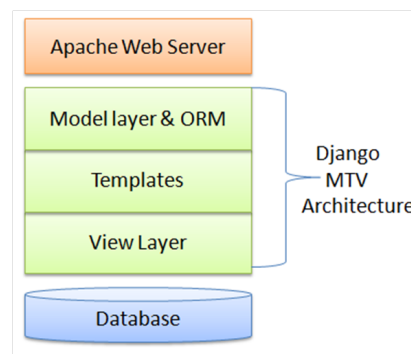 Apache Web Server
Model layer & ORM
Templates
View Layer
Database
Django
MTV
Architecture